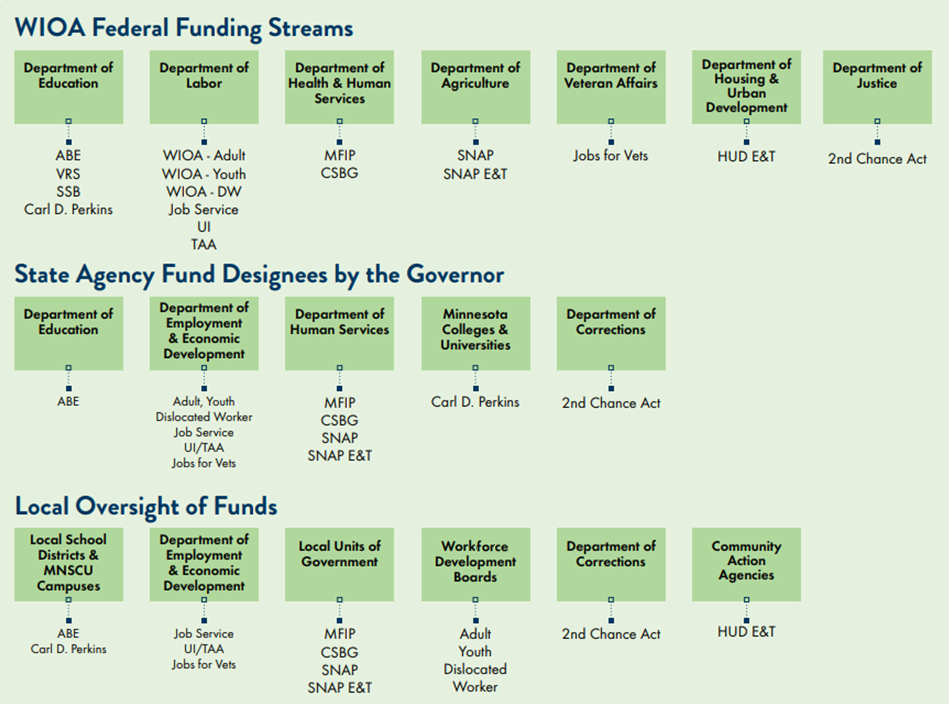 WIOA Federal Funding Streams
Department of
Education
Department of
Labor
Department of
Health & Human
Services
Department of
Agriculture
Department of
Veteran Affairs
Department of
Housing &
Urban
Development
Department of
Justice
ABE
VRS
SSB
Carl D. Perkins
WIOA - Adult
WIOA - Youth
WIOA - DW
Job Service
UI
TAA
MFIP
CSBG
SNAP
SNAP E&T
Jobs for Vets
HUD E&T
2nd Chance Act
State Agency Fund Designees by the Governor
Department of
Education
Department of
Employment
& Economic
Development
Department of
Human Services
Minnesota
Colleges &
Universities
Department of
Corrections
ABE
Adult, Youth
Dislocated Worker
Job Service
UI/TAA
Jobs for Vets
MFIP
CSBG
SNAP
SNAP E&T
Carl D. Perkins
2nd Chance Act
Local Oversight of Funds
Local School
Districts &
MNSCU
Campuses
Department of
Employment
& Economic
Development
Local Units of
Government
Workforce
Development
Boards
Department of
Corrections
Community
Action
Agencies
ABE
Carl D. Perkins
Job Service
UI/TAA
Jobs for Vets
MFIP
CSBG
SNAP
SNAP E&T
Adult
Youth
Dislocated
Worker
2nd Chance Act
HUD E&T